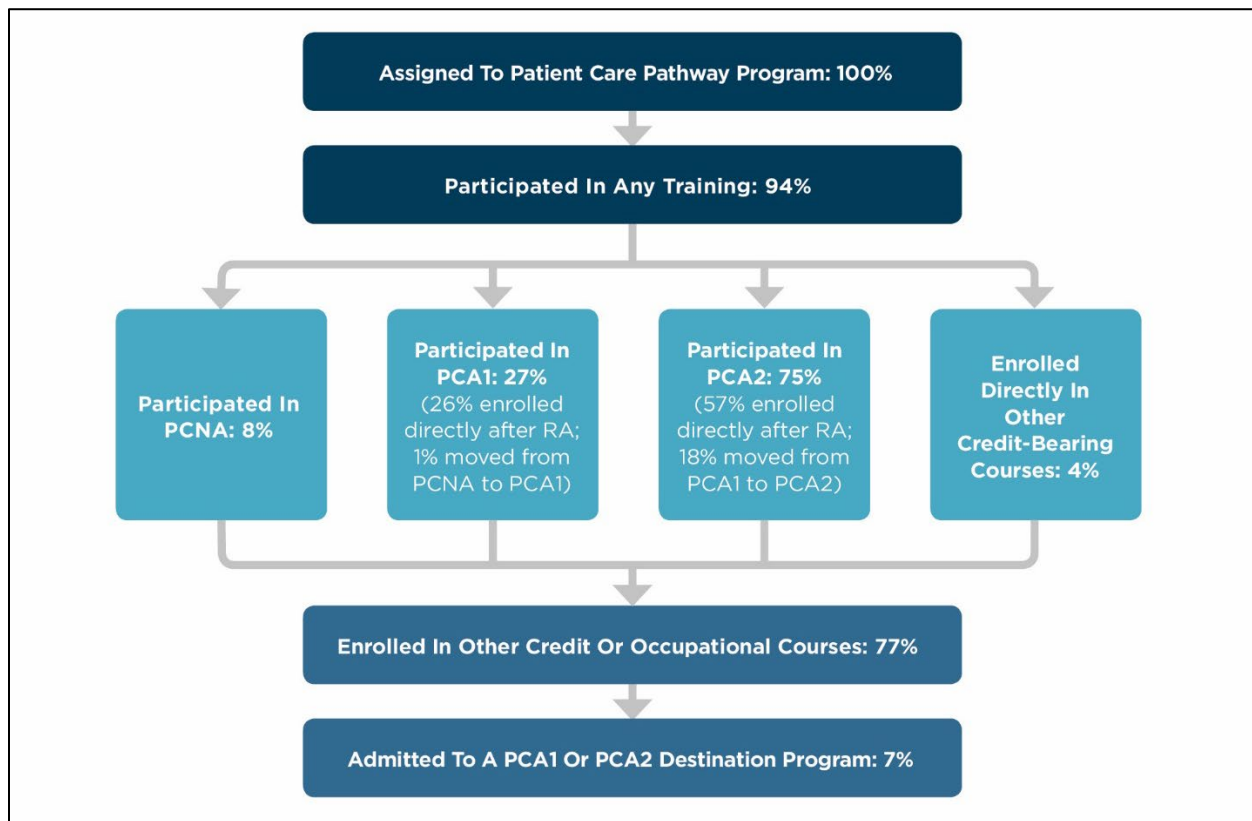 Assigned To Patient Care Pathway Program: 100%
Participated In Any Training: 94%
Participated In
PCNA: 8%
Participated In
PCA1: 27%
(26% enrolled
directly after RA;
1% moved from
PCNA to PCA1)
Participated In
PCA2: 75%
(57% enrolled
directly after RA;
18% moved from
PCA1 to PCA2)
Enrolled
Directly In
Other
Credit-Bearing
Courses: 4%
Enrolled In Other Credit Or Occupational Courses: 77%
Admitted To A PCA1 Or PCA2 Destination Program: 7%